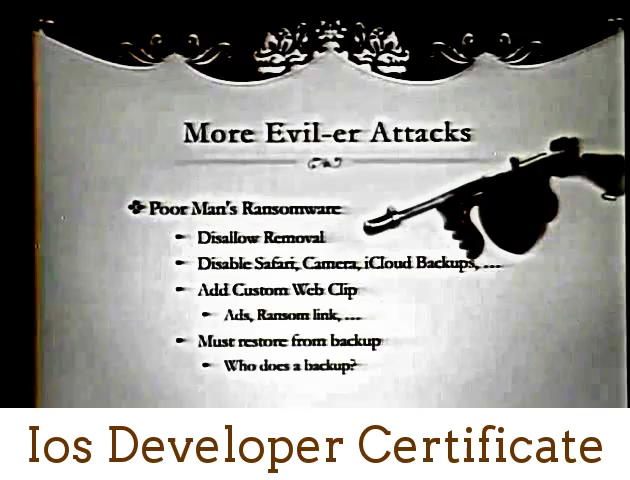 More Evil-er Attacks
Poor Man's Ransomware
Disallow Removal
Disable Safari, Camera, iCloud Backups, ...
Add Custom Web Clip
Ads, Ransom link, ...
Must restore from backup
Who does a backup?
Ios Developer Certificate